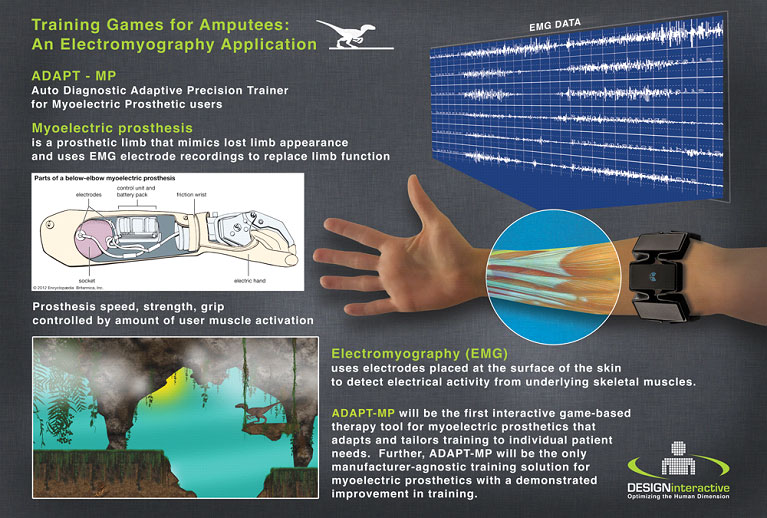 Training Games for Amputees:
An Electromyography Application
ADAPT - MP
Auto Diagnostic Adaptive Precision Trainer
for Myoelectric Prosthetic users
Myoelectric prosthesis
is a prosthetic limb that mimics lost limb appearance
and uses EMG electrode recordings to replace limb function
Parts of a below-elbow myoelectric prosthesis
electrodes
control unit and
battery pack
friction wrist
socket
electric hand
© 2012 Encyclopædia Britannica, Inc.
Prosthesis speed, strength, grip
controlled by amount of user muscle activation
EMG DATA
Electromyography (EMG)
uses electrodes placed at the surface of the skin
to detect electrical activity from underlying skeletal muscles.
ADAPT-MP will be the first interactive game-based
therapy tool for myoelectric prosthetics that
adapts and tailors training to individual patient
needs. Further, ADAPT-MP will be the only
manufacturer-agnostic training solution for
myoelectric prosthetics with a demonstrated
improvement in training.
DESIGNinteractive
Optimizing the Human Dimension